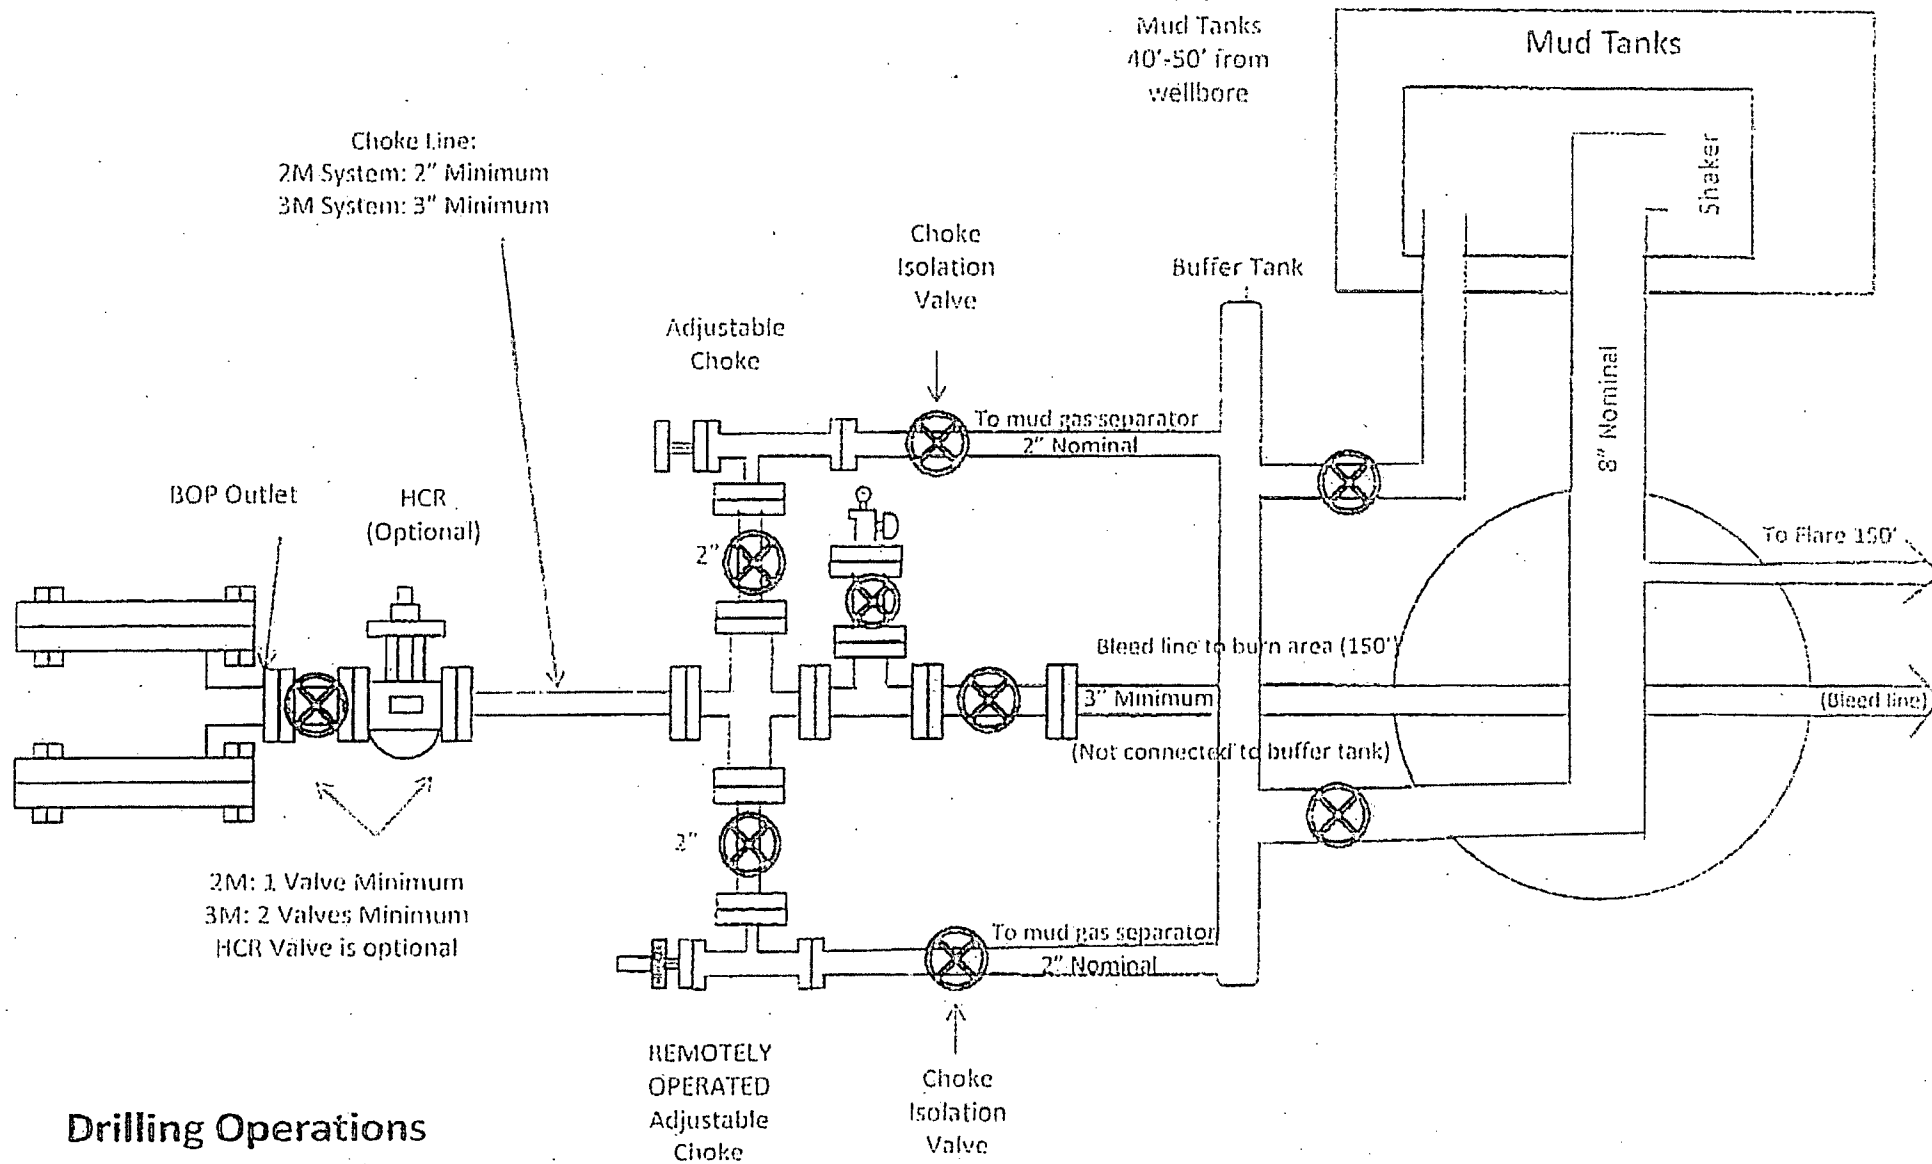 Mud Tanks
40'-50' from
wellbore
Mud Tanks
Shaker
Choke Line:
2M System: 2" Minimum
3M System: 3" Minimum
Choke
Isolation
Valve
Buffer Tank
Adjustable
Choke
8" Nominal
To mud gas separator
2" Nominal
BOP Outlet
HCR
(Optional)
2"
To Flare 150'
Bleed line to burn area (150')
3" Minimum
(Bleed line)
(Not connected to buffer tank)
2"
2M: 1 Valve Minimum
3M: 2 Valves Minimum
HCR Valve is optional
To mud gas separator
2" Nominal
REMOTELY
OPERATED
Adjustable
Choke
Choke
Isolation
Valve
Drilling Operations